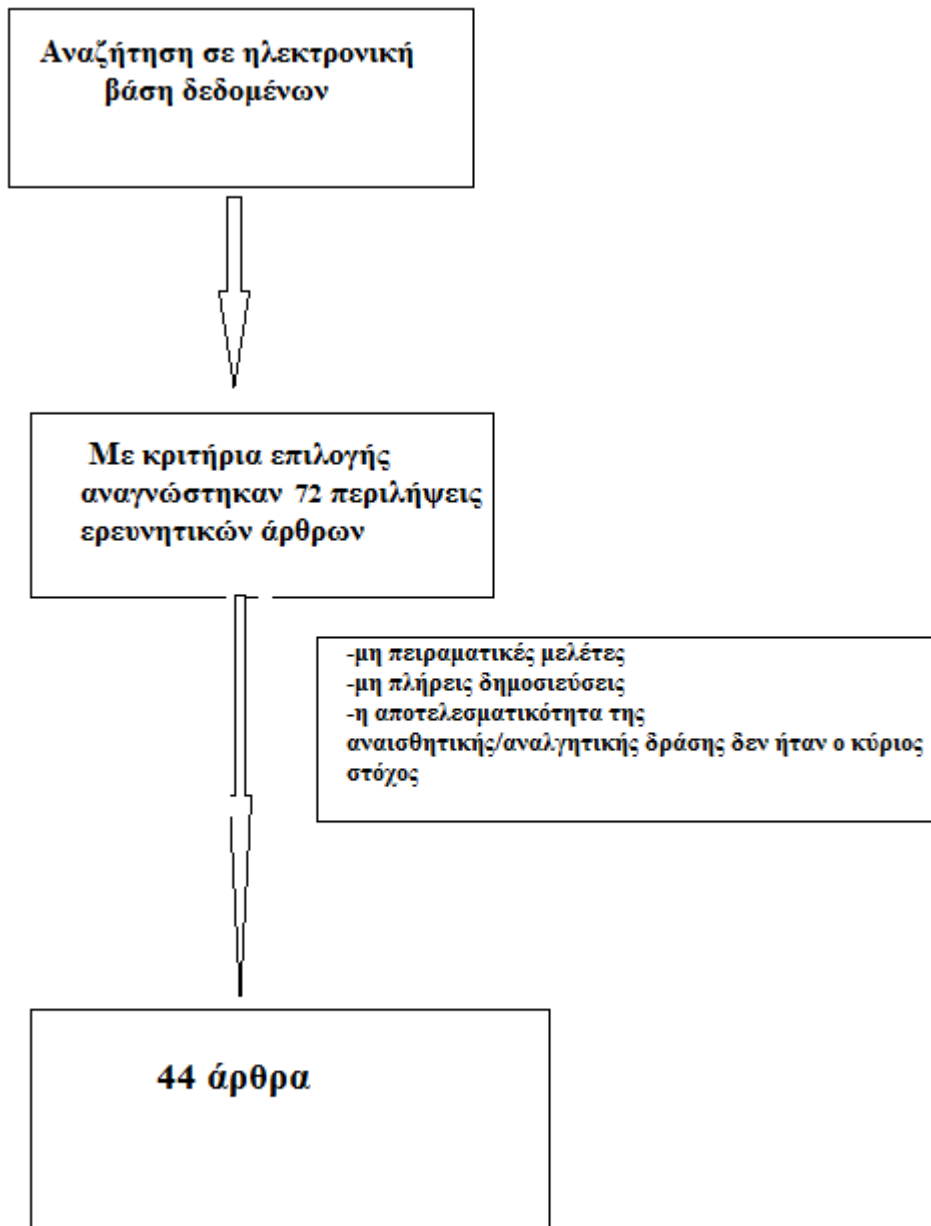 Αναζήτηση σε ηλεκτρονική
βάση δεδομένων
Με κριτήρια επιλογής
αναγνώστηκαν 72 περιλήψεις
ερευνητικών άρθρων
-μη πειραματικές μελέτες
-μη πλήρεις δημοσιεύσεις
-η αποτελεσματικότητα της
αναισθητικής/αναλγητικής δράσης δεν ήταν ο κύριος
στόχος
44 άρθρα